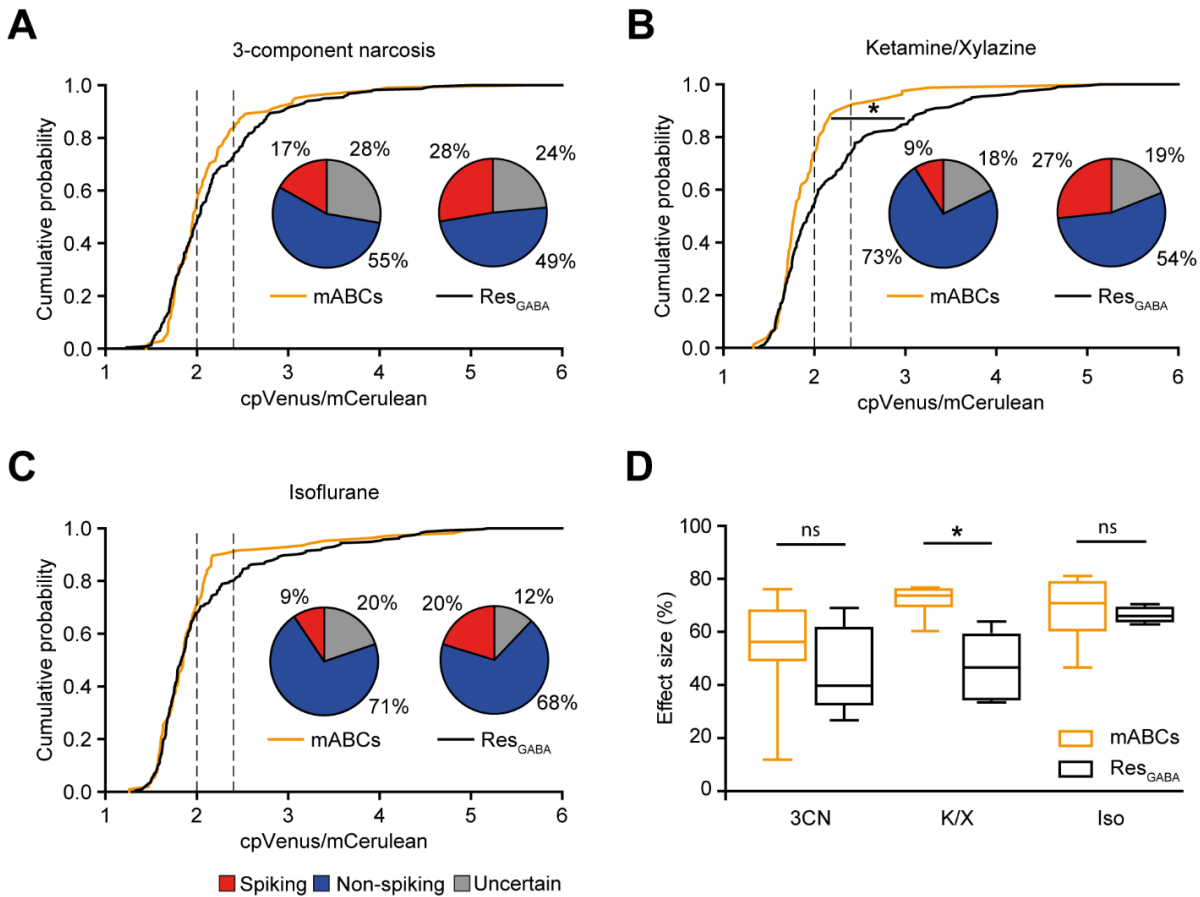 A
3-component narcosis
Cumulative probability
1.0
0.8
0.6
0.4
0.2
0.0
17%
28%
55%
28%
24%
49%
mABCs
ResGABA
1 2 3 4 5 6
cpVenus/mCerulean
B
Ketamine/Xylazine
Cumulative probability
1.0
0.8
0.6
0.4
0.2
0.0
*
9%
18%
73%
27%
19%
54%
mABCs
ResGABA
1 2 3 4 5 6
cpVenus/mCerulean
C
Isoflurane
Cumulative probability
1.0
0.8
0.6
0.4
0.2
0.0
9%
20%
71%
20%
12%
68%
mABCs
ResGABA
1 2 3 4 5 6
cpVenus/mCerulean
Spiking Non-spiking Uncertain
D
Effect size (%)
100
80
60
40
20
0
ns
*
ns
mABCs
ResGABA
3CN K/X Iso